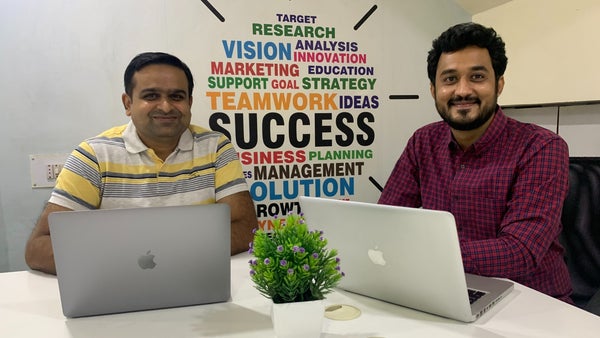 TARGET
RESEARCH
VISION ANALYSIS
INNOVATION
MARKETING EDUCATION
SUPPORT GOAL STRATEGY
TEAMWORK IDEAS
SUCCESS
PLANNING
MANAGEMENT